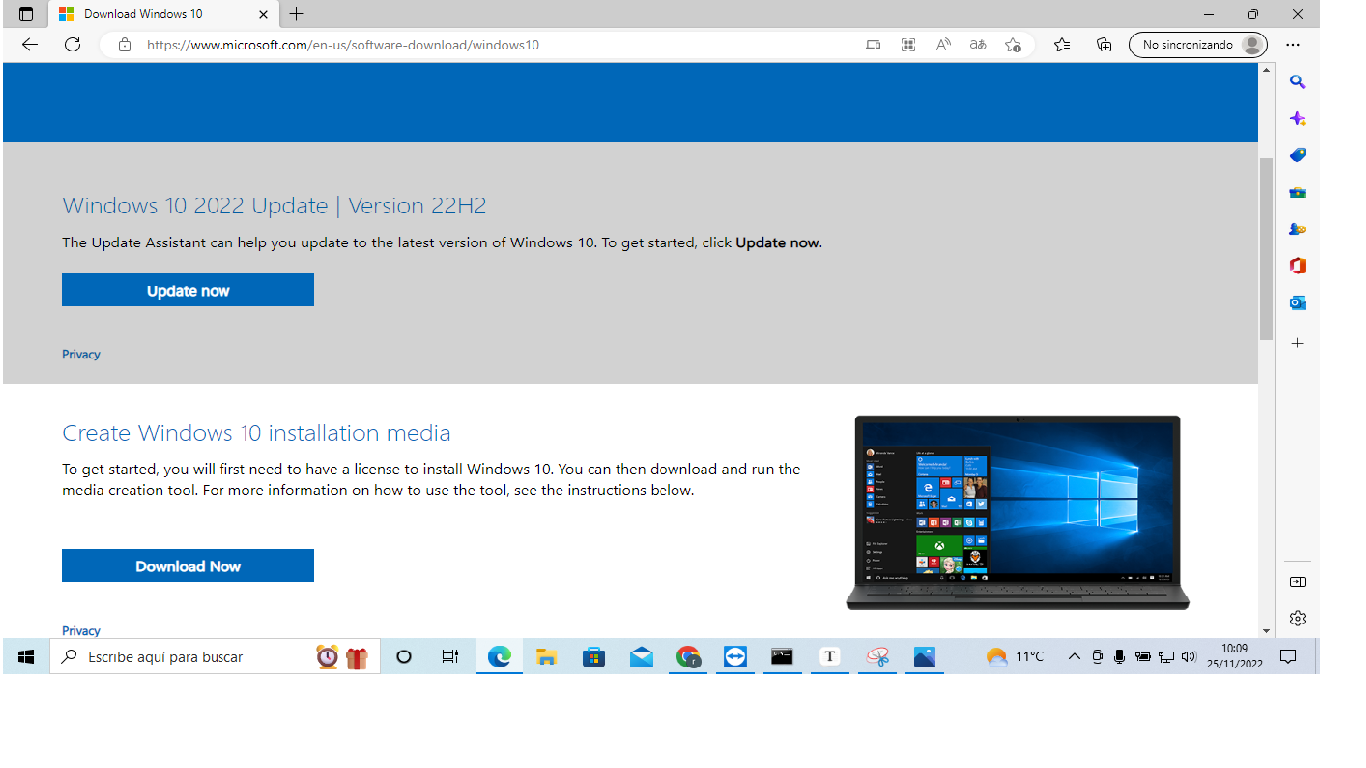 Download Windows 10
https://www.microsoft.com/en-us/software-download/windows10
No sincronizando
Windows 10 2022 Update | Version 22H2
The Update Assistant can help you update to the latest version of Windows 10. To get started, click Update now.
Update now
Privacy
Create Windows 10 installation media
To get started, you will first need to have a license to install Windows 10. You can then download and run the
media creation tool. For more information on how to use the tool, see the instructions below.
Download Now
Privacy
Escribe aquí para buscar
11°C
10:09
25/11/2022